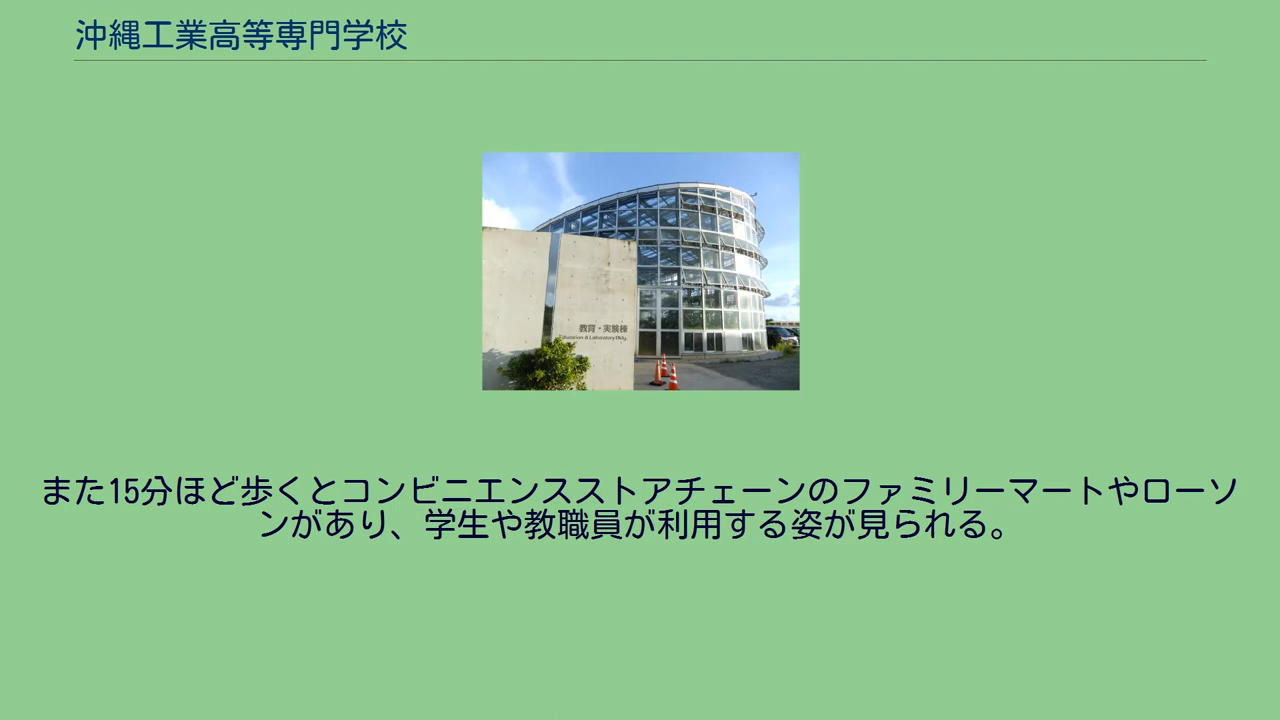 沖縄工業高等専門学校
教育・実験棟
Education & Laboratory Bldg.
また15分ほど歩くとコンビニエンスストアチェーンのファミリーマートやローソ
ンがあり、学生や教職員が利用する姿が見られる。